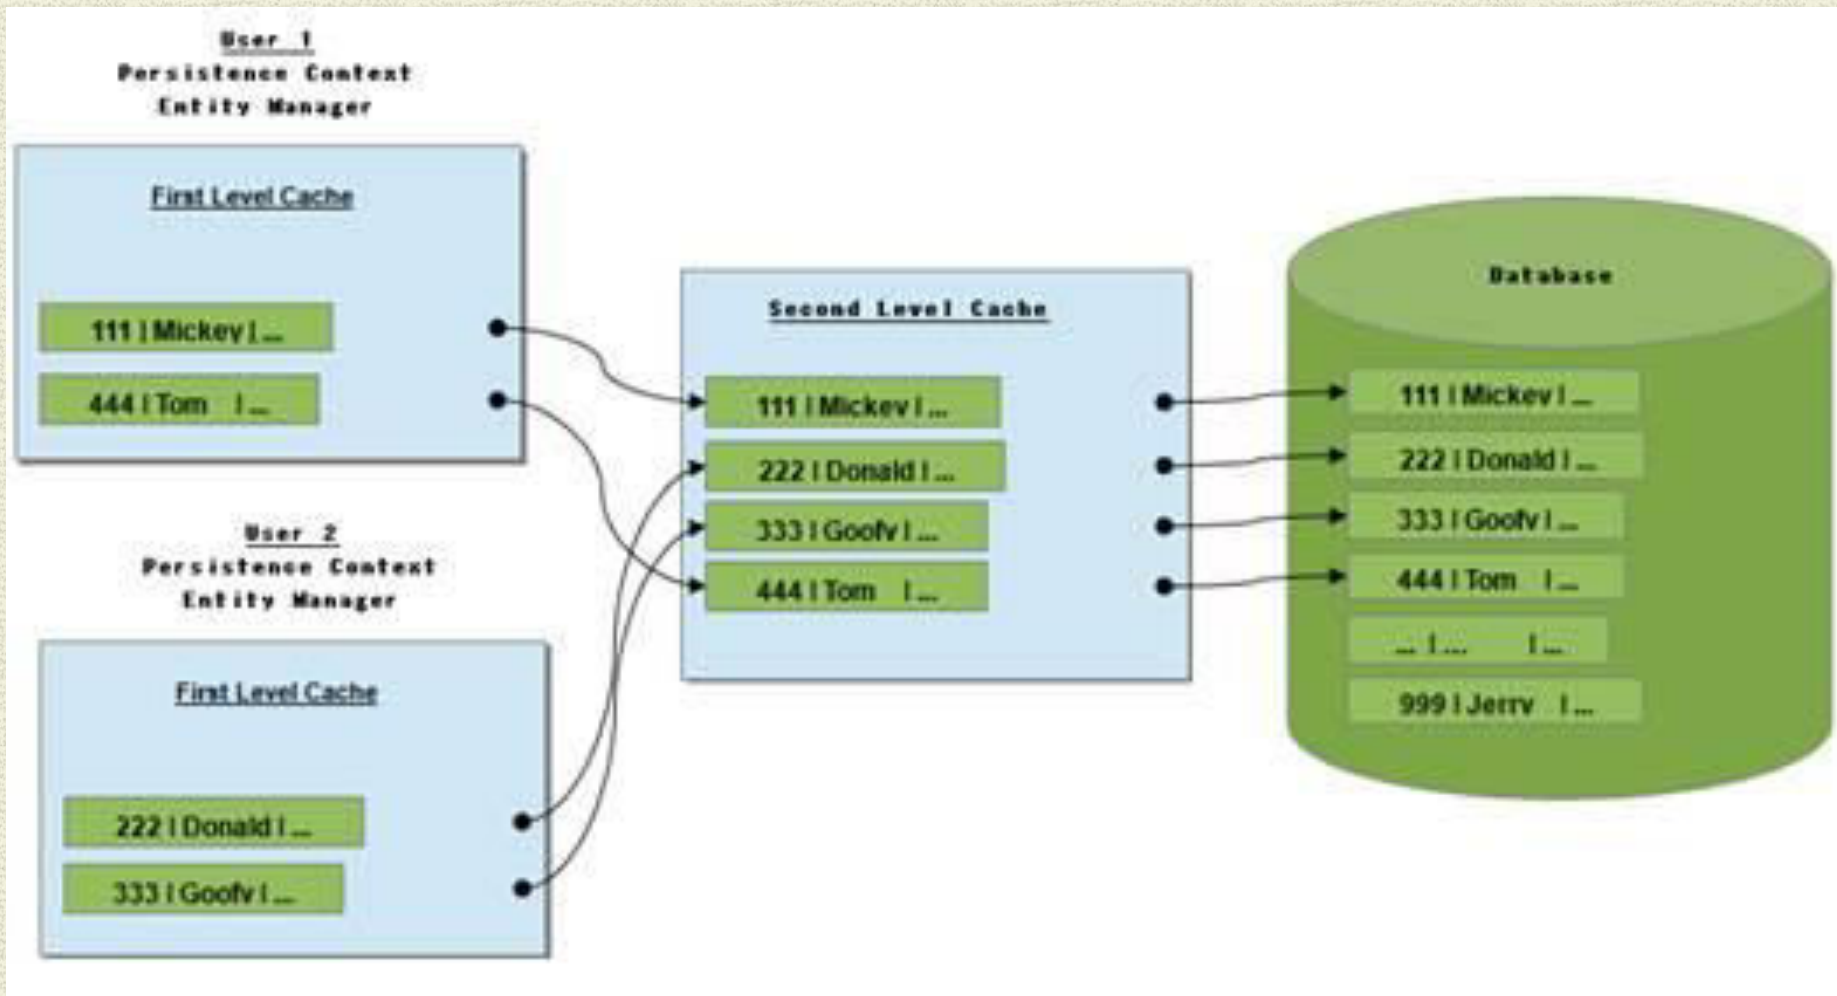 User 1
Persistence Context
Entity Manager
First Level Cache
111 | Mickey | ...
444 | Tom | ...
User 2
Persistence Context
Entity Manager
First Level Cache
222 | Donald | ...
333 | Goofy | ...
Second Level Cache
111 | Mickey | ...
222 | Donald | ...
333 | Goofy | ...
444 | Tom | ...
Database
111 | Mickey | ...
222 | Donald | ...
333 | Goofy | ...
444 | Tom | ...
... | ... | ...
999 | Jerry | ...